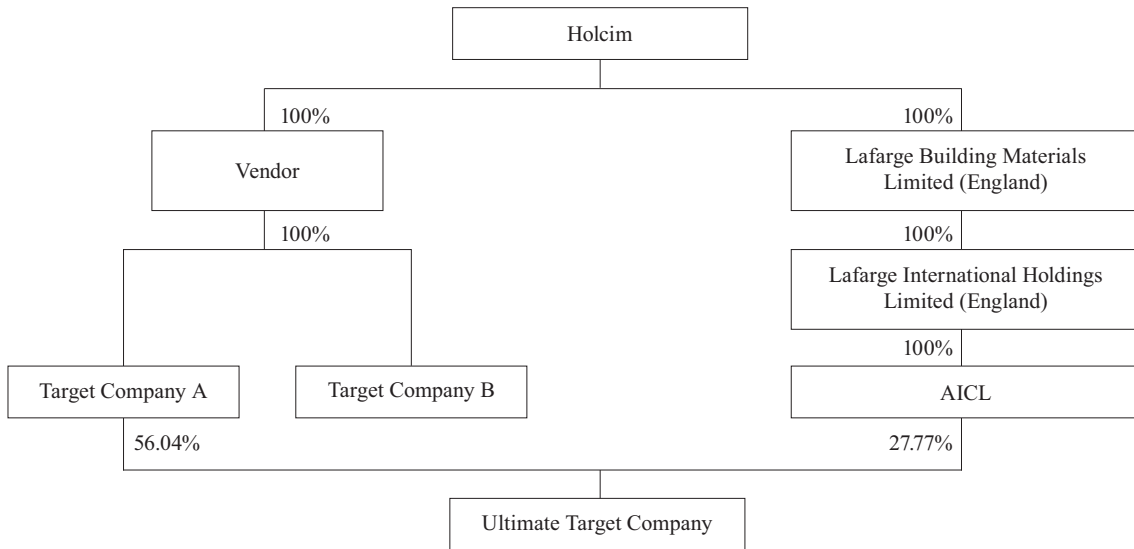 Holcim
100%
100%
Vendor
Lafarge Building Materials
Limited (England)
100%
100%
Lafarge International Holdings
Limited (England)
100%
Target Company A
Target Company B
AICL
56.04%
27.77%
Ultimate Target Company